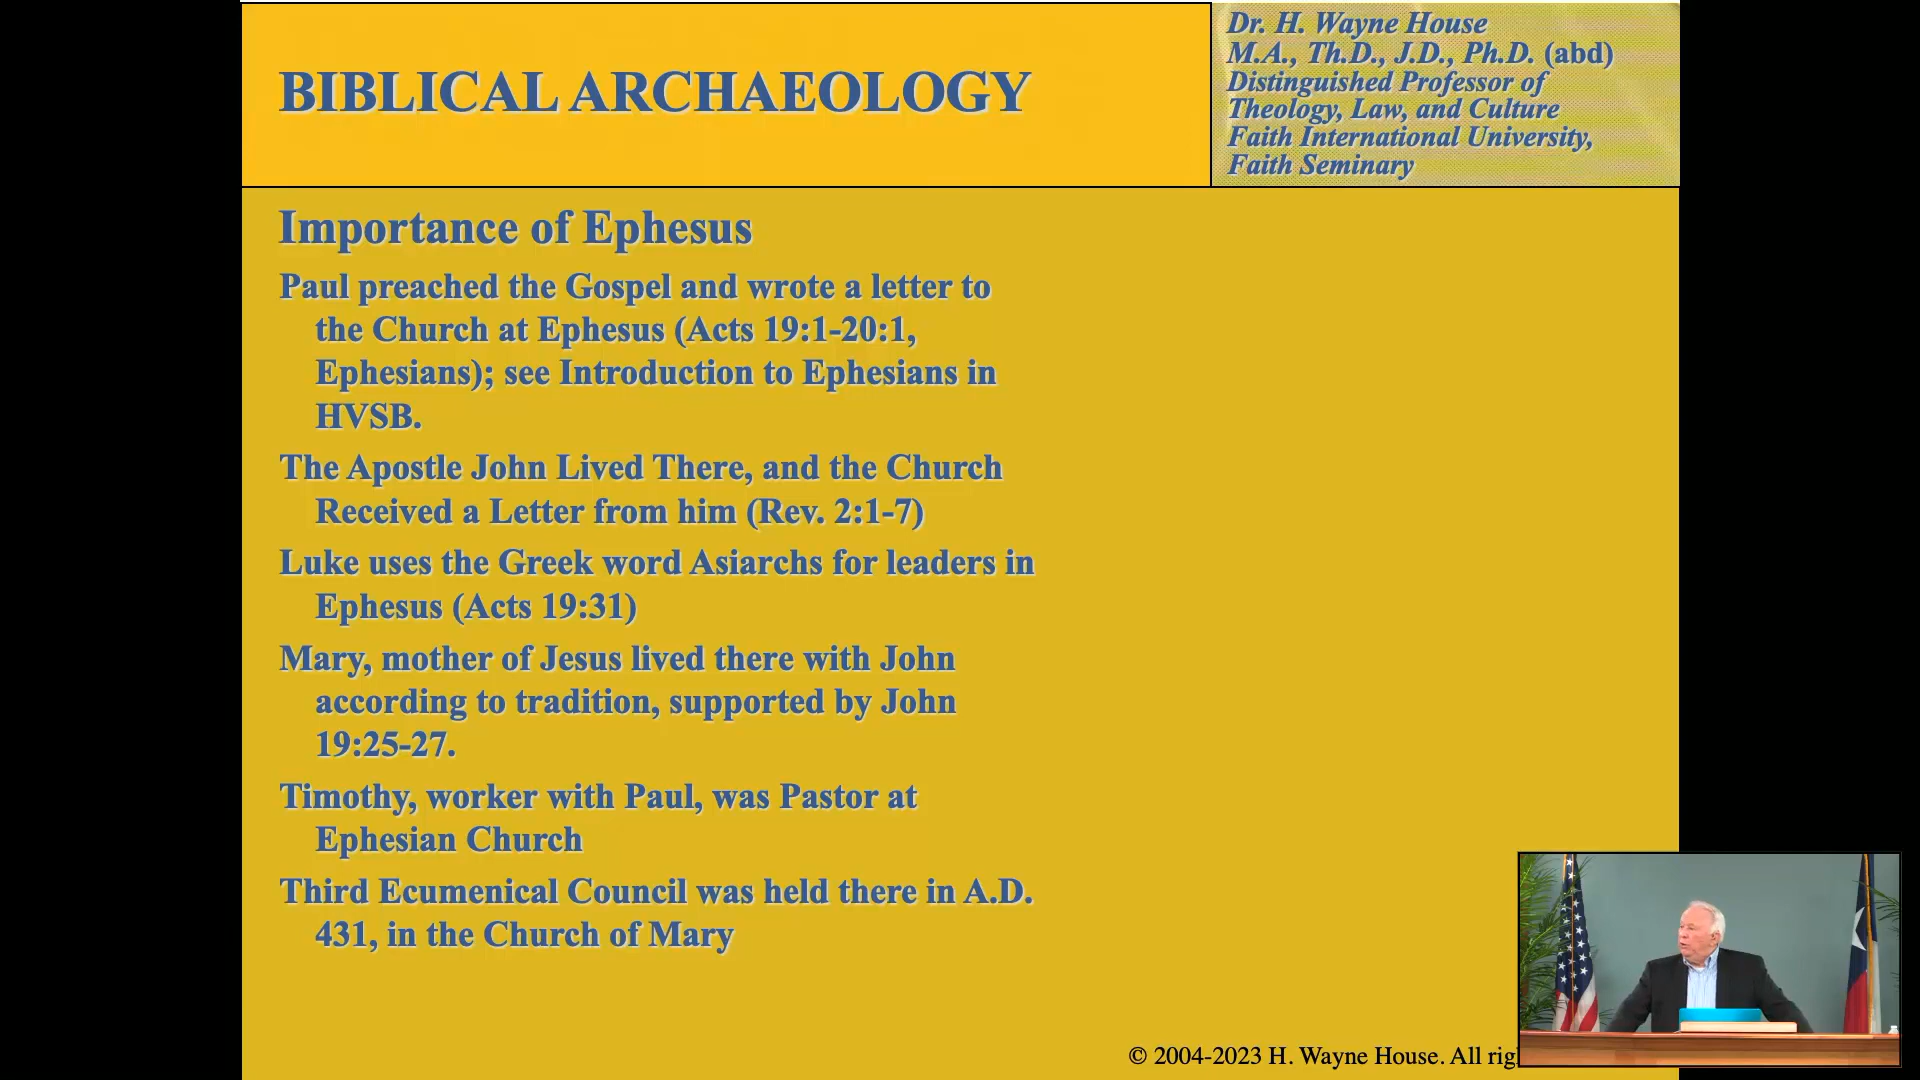 BIBLICAL ARCHAEOLOGY
Dr. H. Wayne House
M.A., Th.D., J.D., Ph.D. (abd)
Distinguished Professor of
Theology, Law, and Culture
Faith International University,
Faith Seminary
Importance of Ephesus
Paul preached the Gospel and wrote a letter to
the Church at Ephesus (Acts 19:1-20:1,
Ephesians); see Introduction to Ephesians in
HVSB.
The Apostle John Lived There, and the Church
Received a Letter from him (Rev. 2:1-7)
Luke uses the Greek word Asiarchs for leaders in
Ephesus (Acts 19:31)
Mary, mother of Jesus lived there with John
according to tradition, supported by John
19:25-27.
Timothy, worker with Paul, was Pastor at
Ephesian Church
Third Ecumenical Council was held there in A.D.
431, in the Church of Mary
© 2004-2023 H. Wayne House. All rig